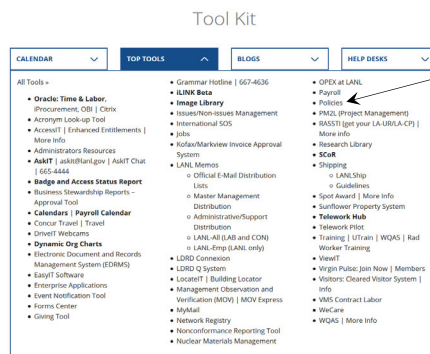 Tool Kit
CALENDAR
TOP TOOLS
BLOGS
HELP DESKS
All Tools »
Oracle: Time & Labor,
iProcurement, OBI | Citrix
Acronym Look-up Tool
AccessIT | Enhanced Entitlements |
More Info
Administrators Resources
AskIT | askit@lanl.gov | AskIT Chat
| 665-4444
Badge and Access Status Report
Business Stewardship Reports –
Approval Tool
Calendars | Payroll Calendar
Concur Travel | Travel
DriveIT Webcams
Dynamic Org Charts
Electronic Document and Records
Management System (EDRMS)
EasyIT Software
Enterprise Applications
Event Notification Tool
Forms Center
Giving Tool
Grammar Hotline | 667-4636
iLINK Beta
Image Library
Issues/Non-issues Management
International SOS
Jobs
Kofax/Markview Invoice Approval
System
LANL Memos
Official E-Mail Distribution
Lists
Master Management
Distribution
Administrative/Support
Distribution
LANL-All (LAB and CON)
LANL-Emp (LANL only)
LDRD Connexion
LDRD Q System
LocateIT | Building Locator
Management Observation and
Verification (MOV) | MOV Express
MyMail
Network Registry
Nonconformance Reporting Tool
Nuclear Materials Management
OPEX at LANL
Payroll
Policies
PM2L (Project Management)
RASSTI (get your LA-UR/LA-CP) |
More info
Research Library
SCoR
Shipping
LANLShip
Guidelines
Spot Award | More Info
Sunflower Property System
Telework Hub
Telework Pilot
Training | UTrain | WQAS | Rad
Worker Training
ViewIT
Virgin Pulse: Join Now | Members
Visitors: Cleared Visitor System |
Info
VMS Contract Labor
WeCare
WQAS | More Info